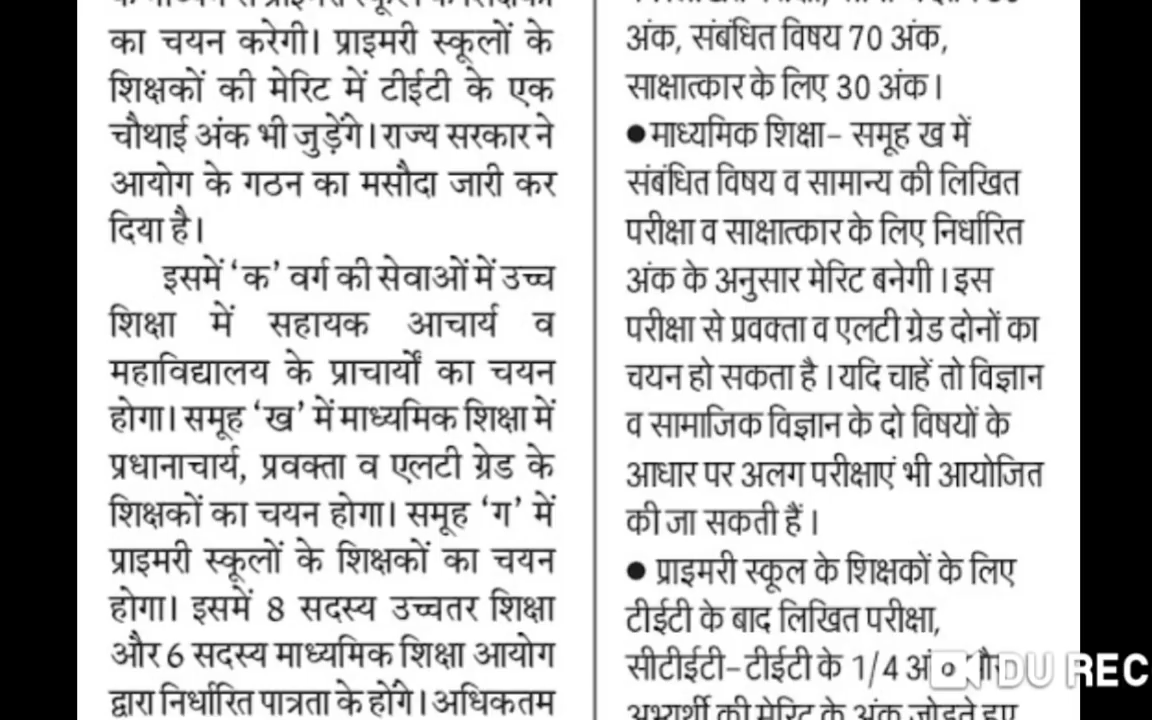 का चयन करेगी। प्राइमरी स्कूलों के
शिक्षकों की मेरिट में टीईटी के एक
चौथाई अंक भी जुड़ेंगे। राज्य सरकार ने
आयोग के गठन का मसौदा जारी कर
दिया है।
इसमें ‘क’ वर्ग की सेवाओं में उच्च
शिक्षा में सहायक आचार्य व
महाविद्यालय के प्राचार्यों का चयन
होगा। समूह ‘ख’ में माध्यमिक शिक्षा में
प्रधानाचार्य, प्रवक्ता व एलटी ग्रेड के
शिक्षकों का चयन होगा। समूह ‘ग’ में
प्राइमरी स्कूलों के शिक्षकों का चयन
होगा। इसमें 8 सदस्य उच्चतर शिक्षा
और 6 सदस्य माध्यमिक शिक्षा आयोग
द्वारा निर्धारित पात्रता के होंगे। अधिकतम
अंक, संबंधित विषय 70 अंक,
साक्षात्कार के लिए 30 अंक।
●माध्यमिक शिक्षा- समूह ख में
संबंधित विषय व सामान्य की लिखित
परीक्षा व साक्षात्कार के लिए निर्धारित
अंक के अनुसार मेरिट बनेगी। इस
परीक्षा से प्रवक्ता व एलटी ग्रेड दोनों का
चयन हो सकता है। यदि चाहें तो विज्ञान
व सामाजिक विज्ञान के दो विषयों के
आधार पर अलग परीक्षाएं भी आयोजित
की जा सकती हैं।
● प्राइमरी स्कूल के शिक्षकों के लिए
टीईटी के बाद लिखित परीक्षा,
सीटीईटी-टीईटी के 1/4
अभ्यर्थी की मेरिट के अंक जोड़ते हुए
DU REC